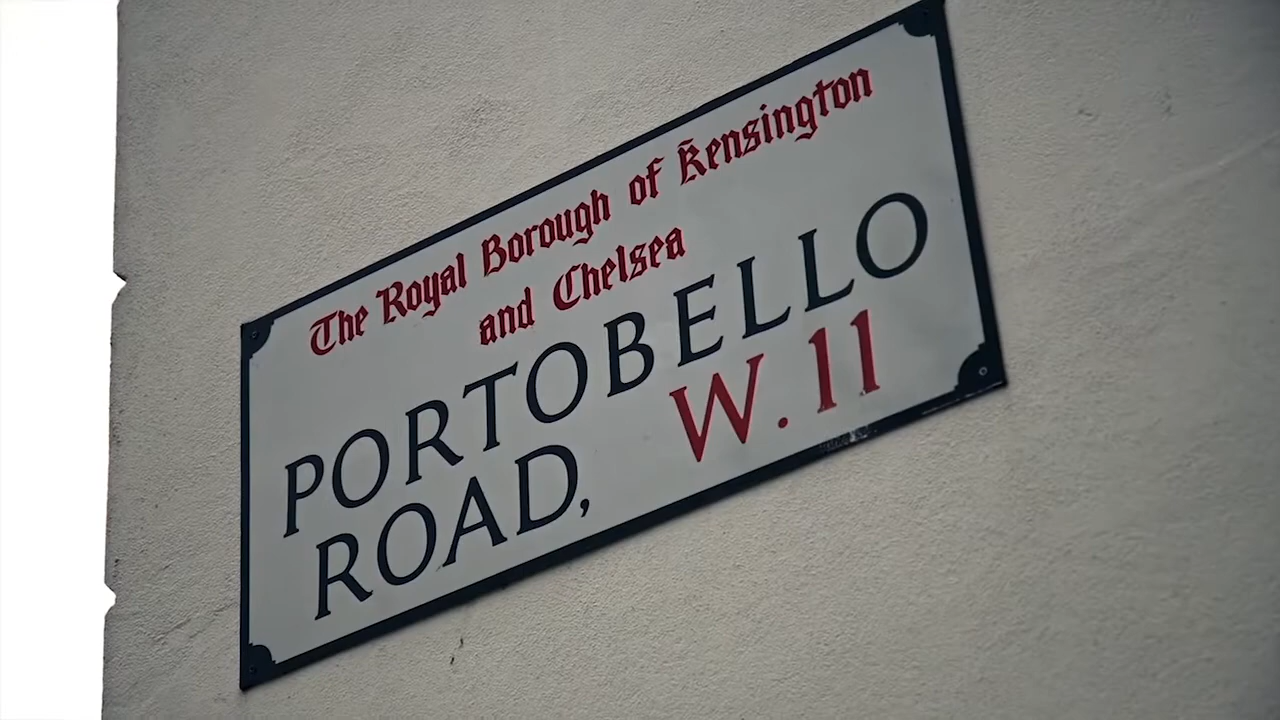 The Royal Borough of Kensington
and Chelsea
PORTOBELLO
ROAD, W.11